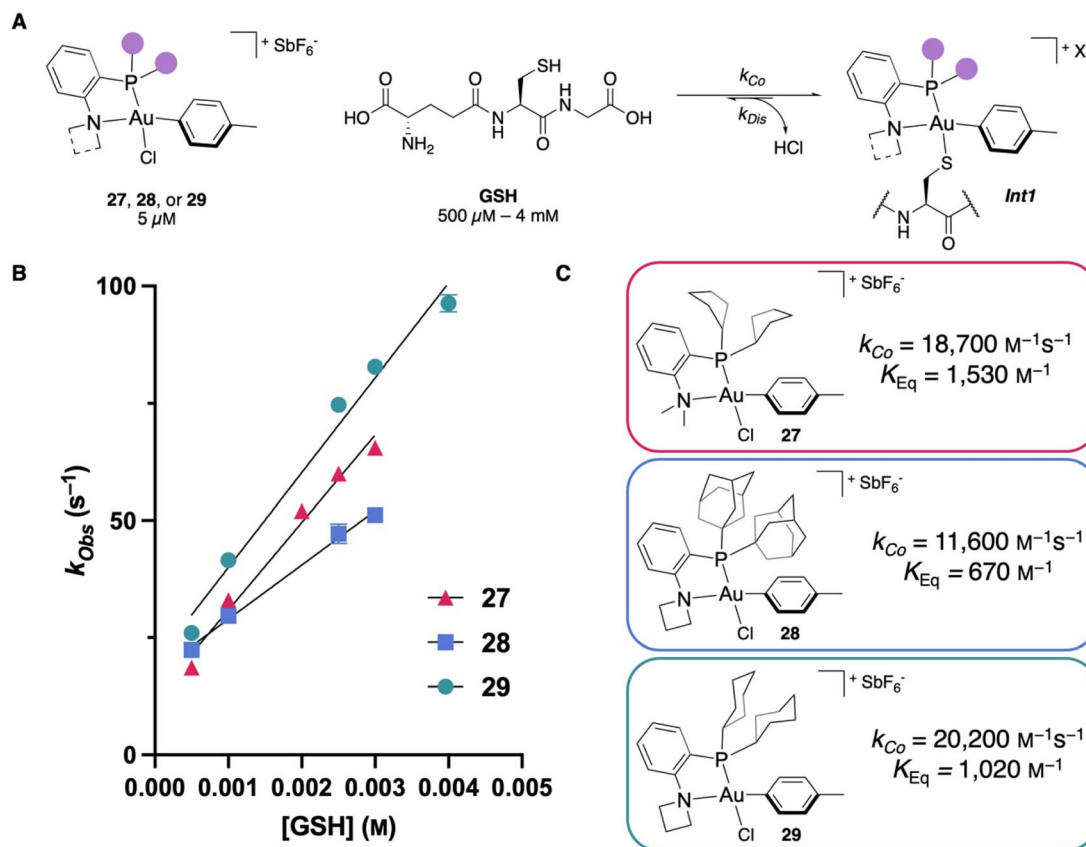 A
+ SbF6-
P
N
Au
Cl
27, 28, or 29
5 µM
O
HO
NH2
O
N
H
SH
H
N
O
O
OH
GSH
500 µM – 4 mM
kCo
kDis
HCl
+ X
P
N
Au
S
N
H
O
Int1
B
100
50
0
kObs (s−1)
27
28
29
0.000 0.001 0.002 0.003 0.004 0.005
[GSH] (M)
C
+ SbF6-
P
N
Au
Cl
27
kCo = 18,700 M−1S−1
KEq = 1,530 M−1
+ SbF6-
P
N
Au
Cl
28
kCo = 11,600 M−1S−1
KEq = 670 M−1
+ SbF6-
P
N
Au
Cl
29
kCo = 20,200 M−1S−1
KEq = 1,020 M−1